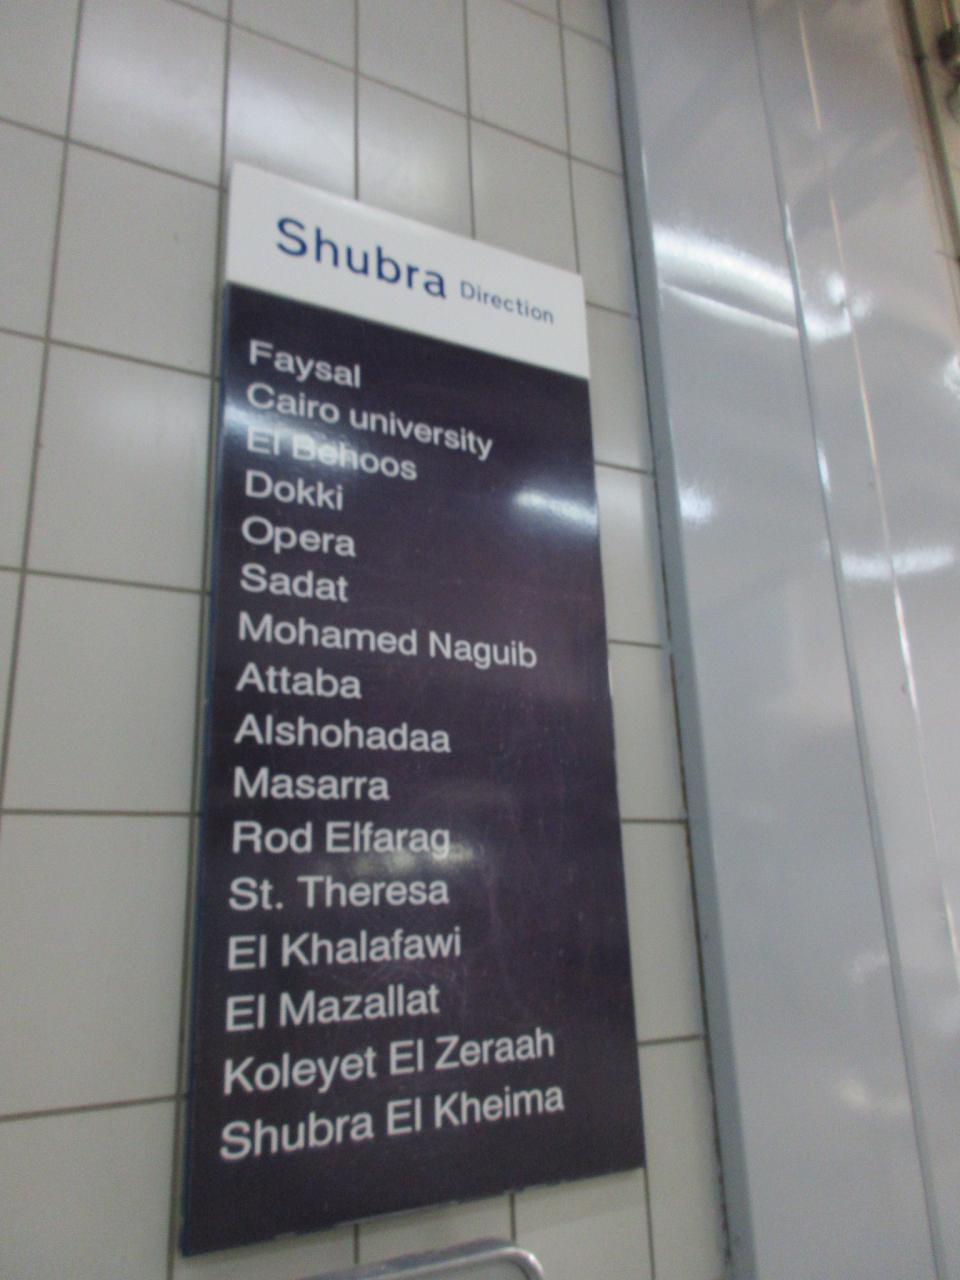 Shubra Direction
Faysal
Cairo university
El Behoos
Dokki
Opera
Sadat
Mohamed Naguib
Attaba
Alshohadaa
Masarra
Rod Elfarag
St. Theresa
El Khalafawi
El Mazallat
Koleyet El Zeraah
Shubra El Kheima